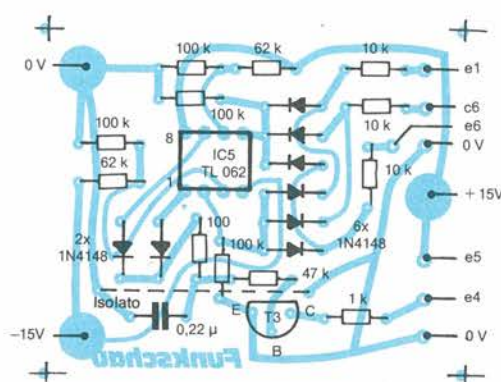 100 k 62 k 10 k
0 V e1
100 k c6
100 k e6
8 10 k 0 V
62 k IC5 10 k
TL 062
1 + 15V
2x 100 6x
1N4148 100 k 1N4148
e5
47 k
Isolato 1 k e4
E T3 C
-15V 0,22 µ 0 V
B
Funkschau